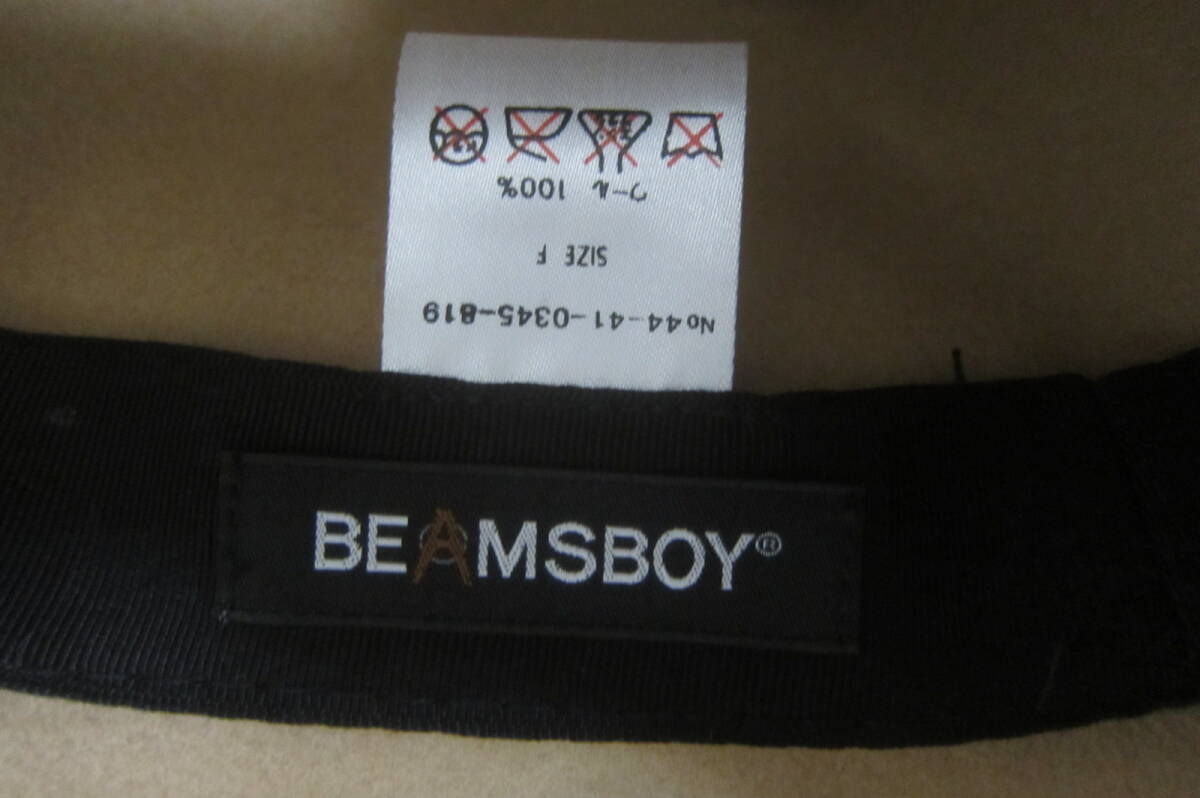 No44-41-0345-819
SIZE F
ウール 100%
BEAMSBOY®